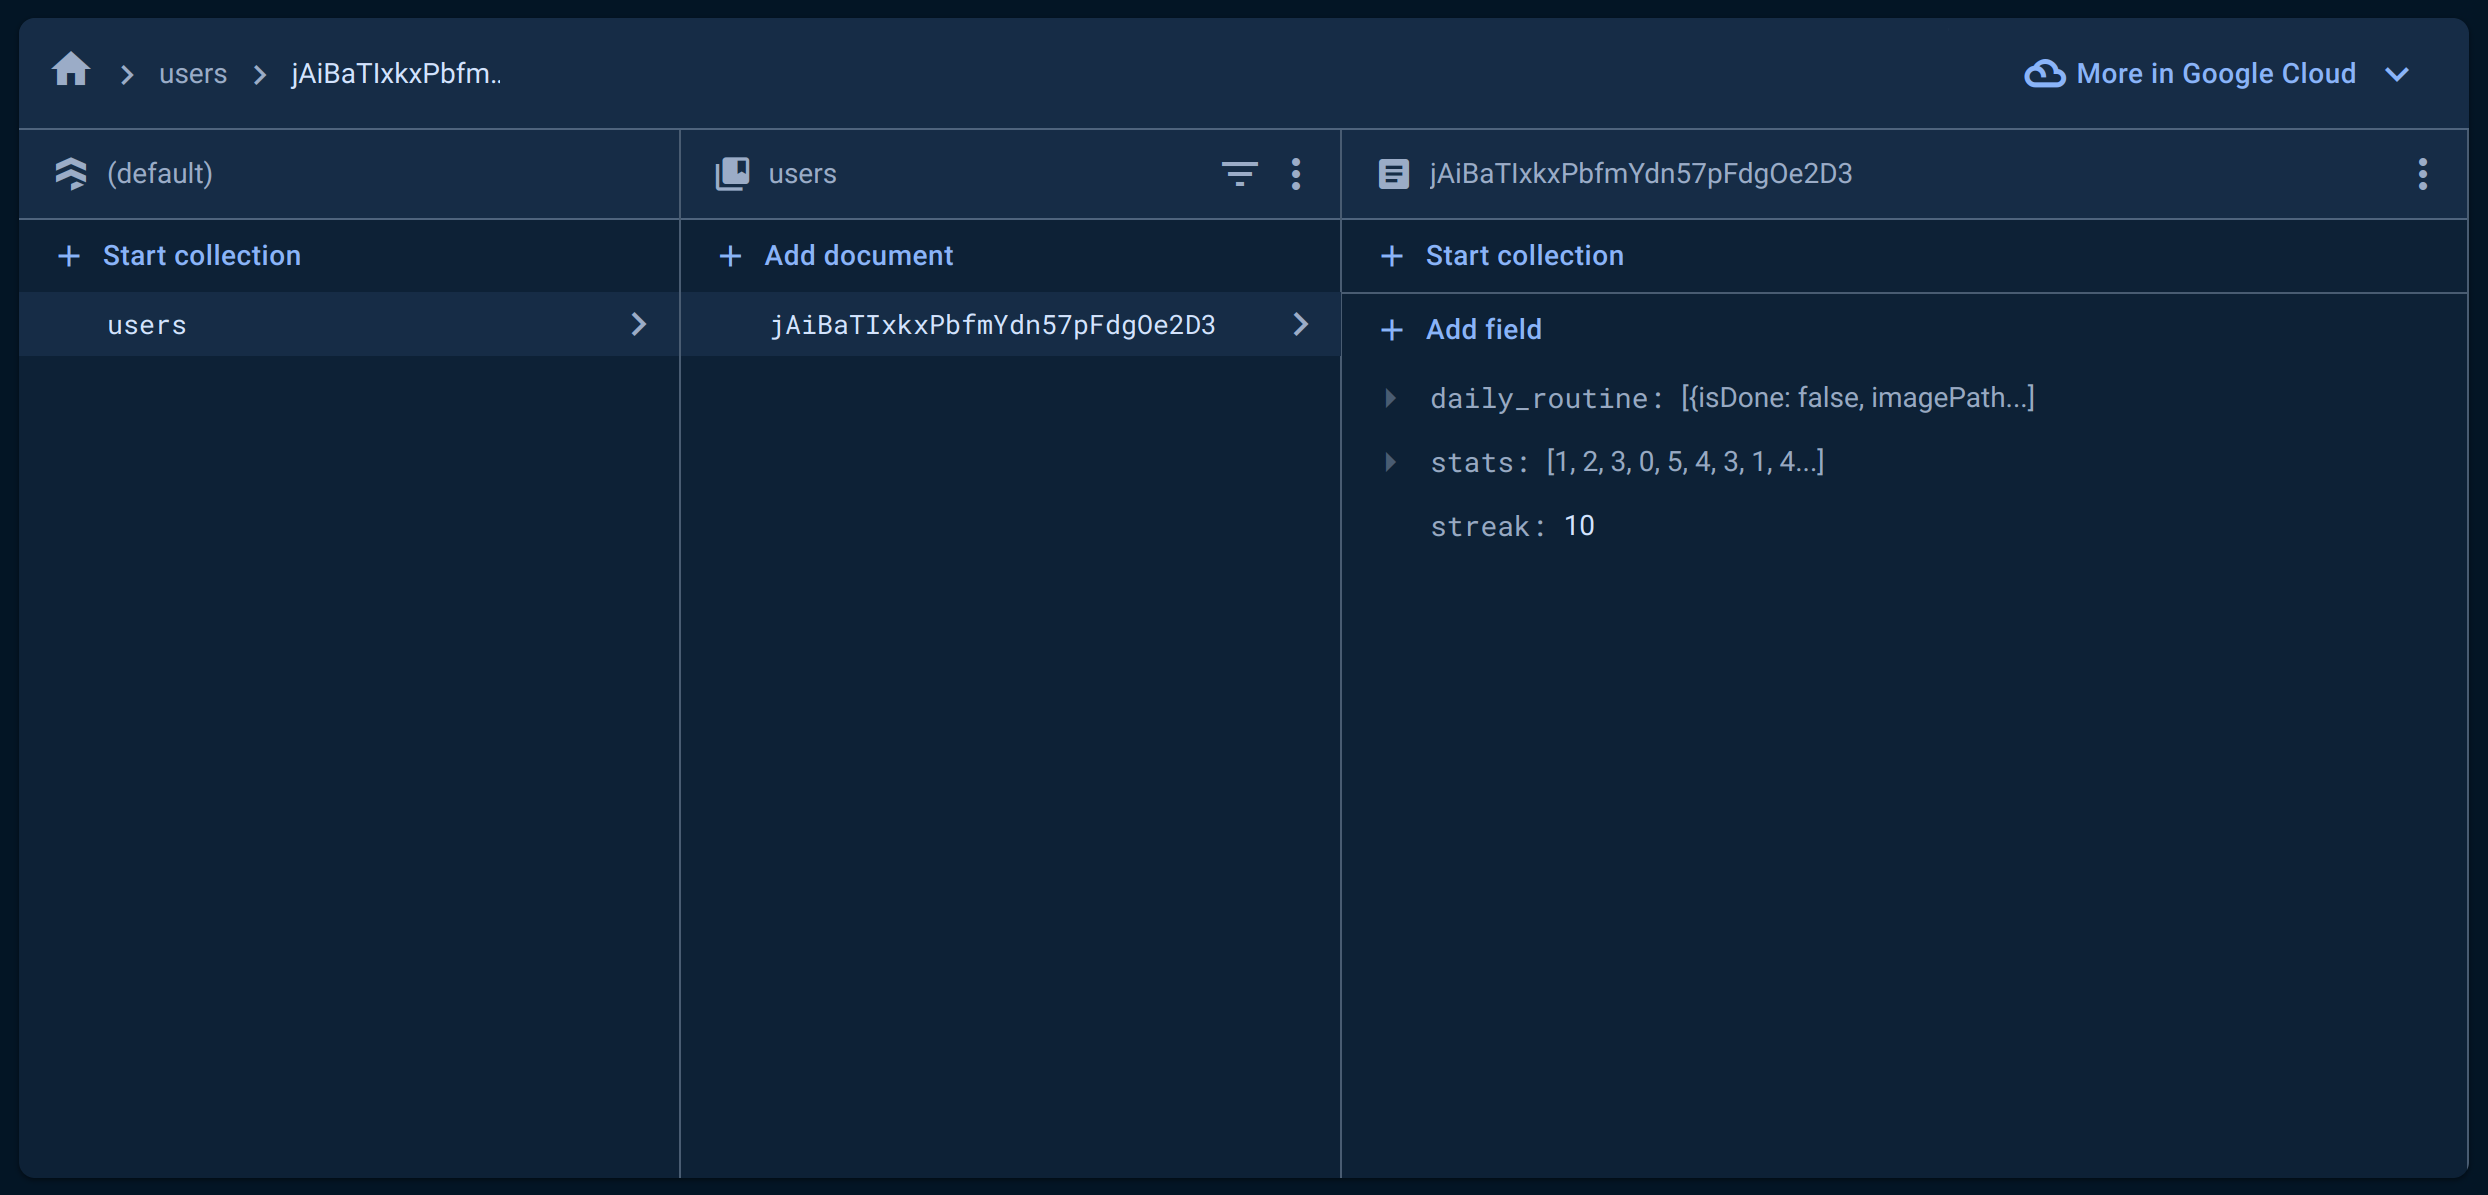 users
jAiBaTIxkxPbfm..
More in Google Cloud
(default)
users
jAiBaTIxkxPbfmYdn57pFdgOe2D3
Start collection
Add document
Start collection
users
jAiBaTIxkxPbfmYdn57pFdgOe2D3
Add field
daily_routine: [{isDone: false, imagePath...]
stats: [1, 2, 3, 0, 5, 4, 3, 1, 4...]
streak: 10